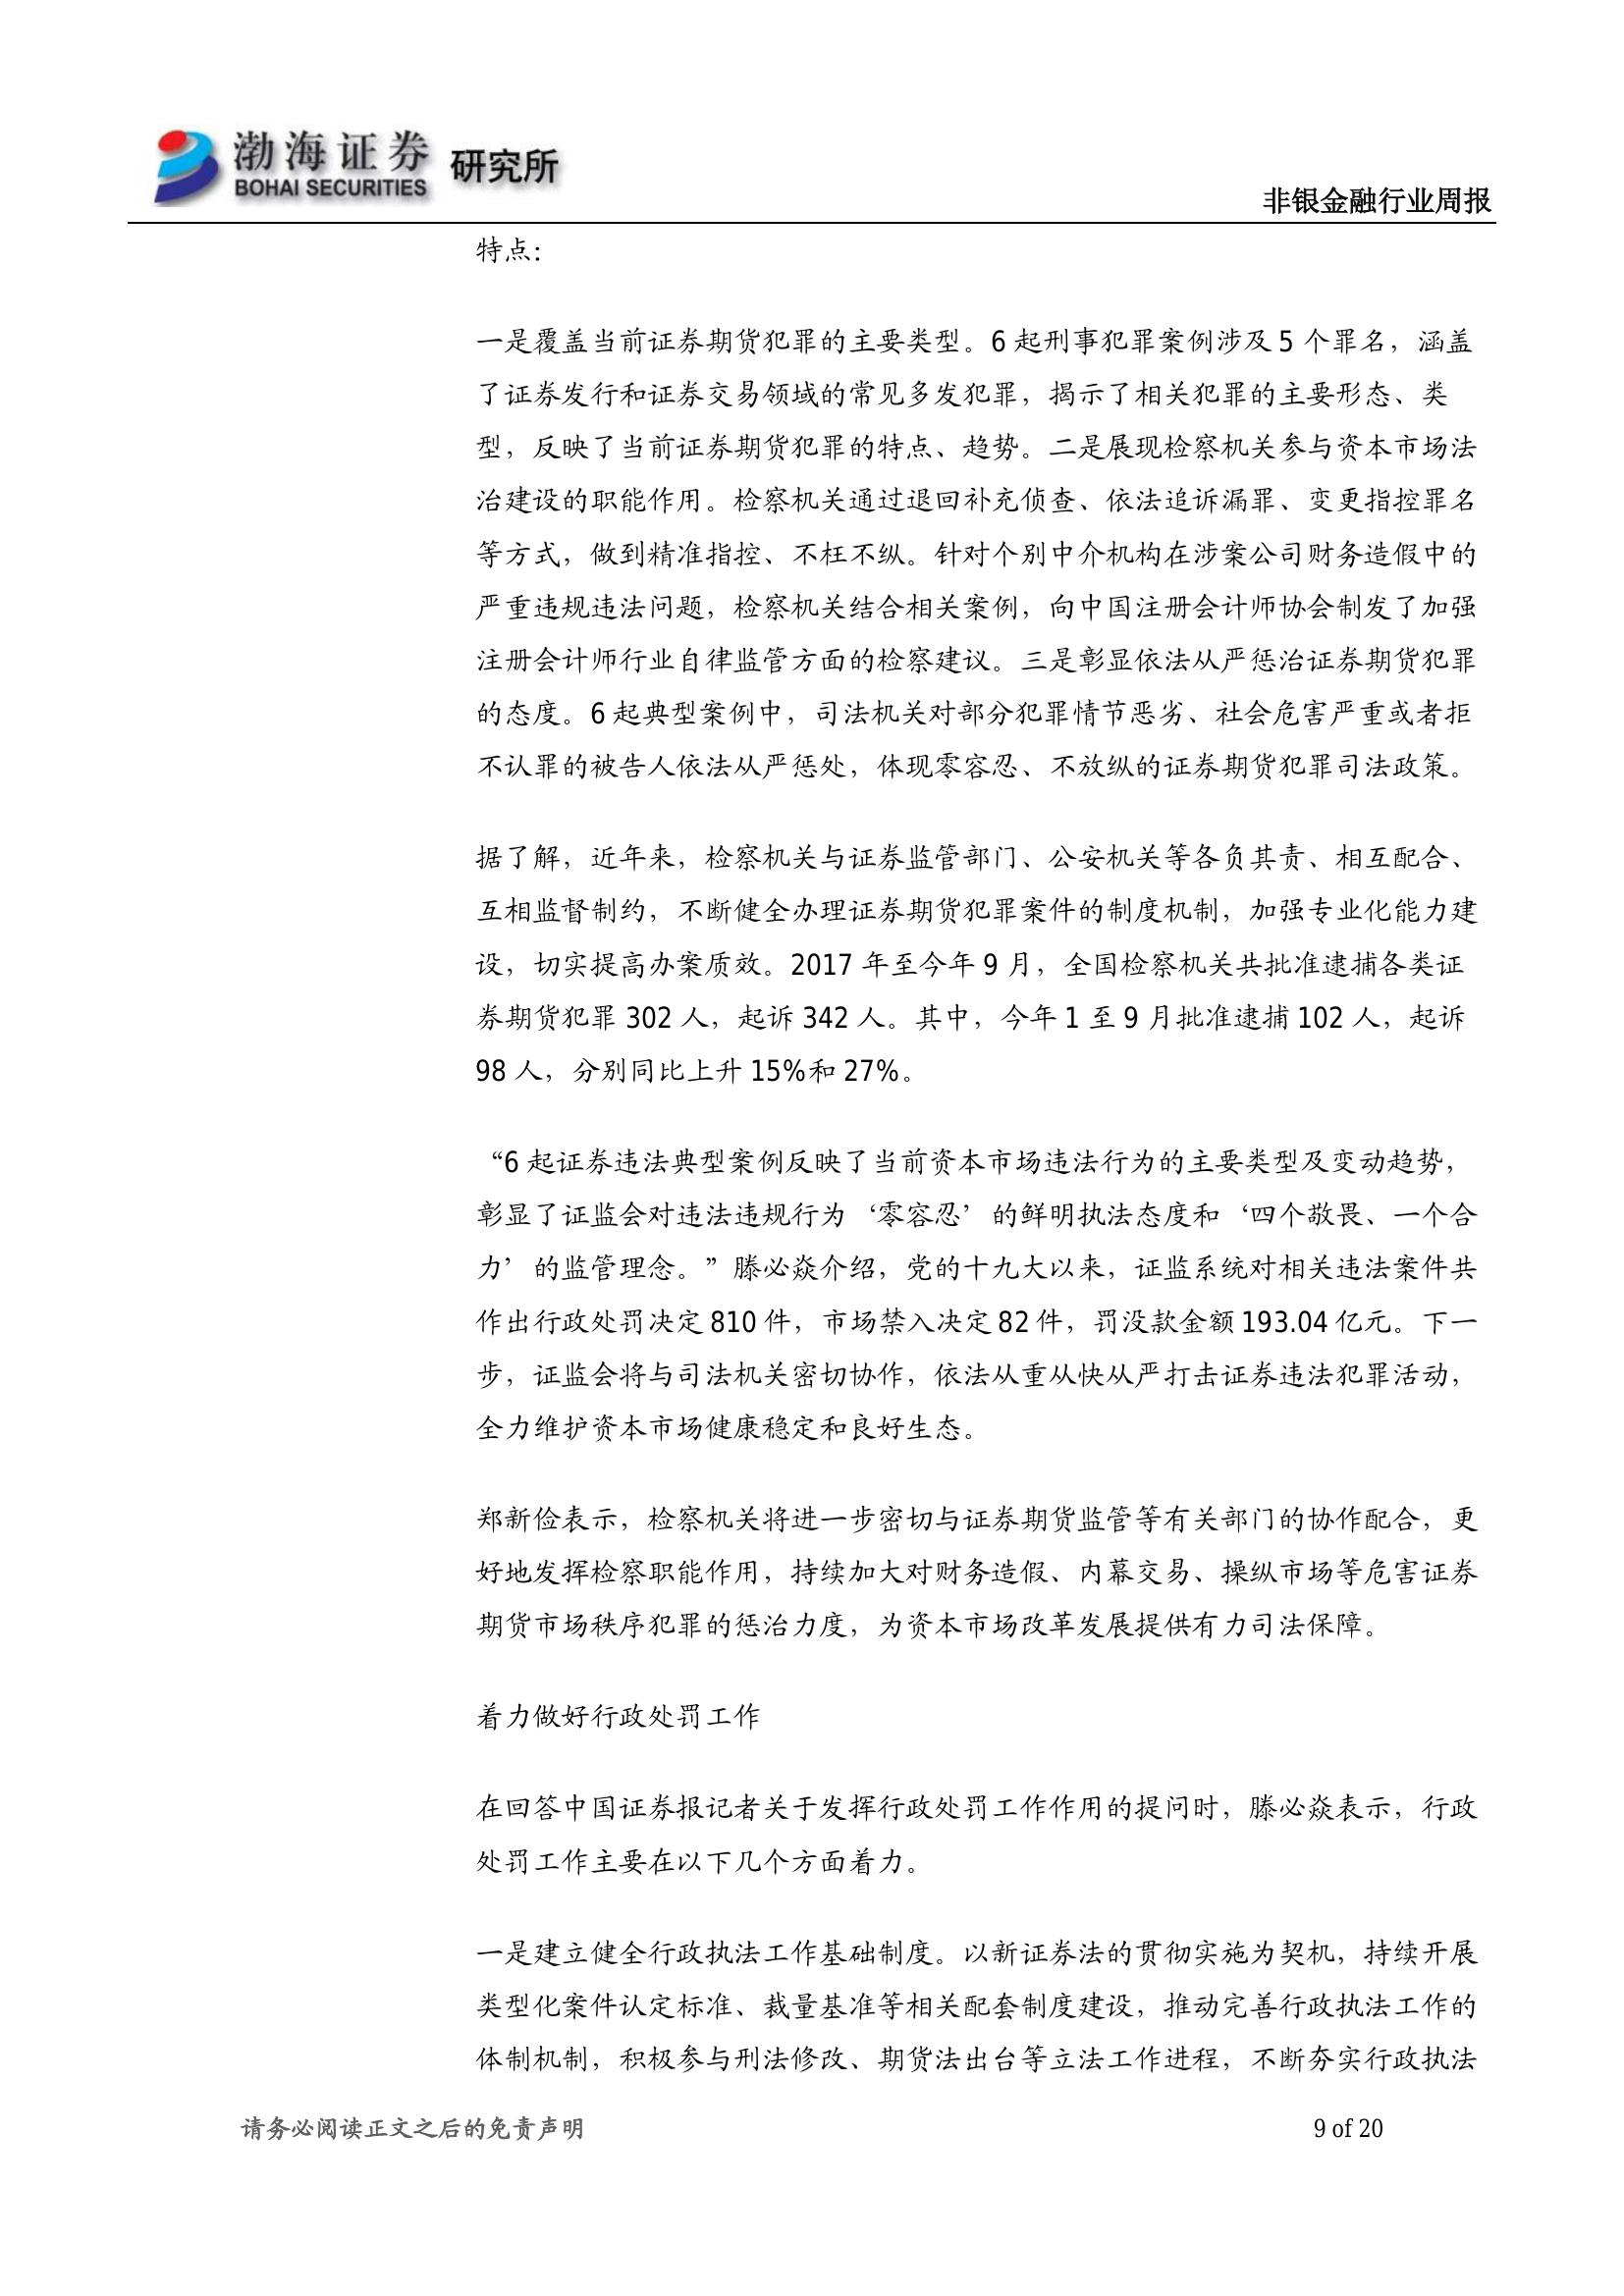 渤海证券
BOHAI SECURITIES
研究所
非银金融行业周报
特点：
一是覆盖当前证券期货犯罪的主要类型。6 起刑事犯罪案例涉及 5 个罪名，涵盖
了证券发行和证券交易领域的常见多发犯罪，揭示了相关犯罪的主要形态、类
型，反映了当前证券期货犯罪的特点、趋势。二是展现检察机关参与资本市场法
治建设的职能作用。检察机关通过退回补充侦查、依法追诉漏罪、变更指控罪名
等方式，做到精准指控、不枉不纵。针对个别中介机构在涉案公司财务造假中的
严重违规违法问题，检察机关结合相关案例，向中国注册会计师协会制发了加强
注册会计师行业自律监管方面的检察建议。三是彰显依法从严惩治证券期货犯罪
的态度。6 起典型案例中，司法机关对部分犯罪情节恶劣、社会危害严重或者拒
不认罪的被告人依法从严惩处，体现零容忍、不放纵的证券期货犯罪司法政策。
据了解，近年来，检察机关与证券监管部门、公安机关等各负其责、相互配合、
互相监督制约，不断健全办理证券期货犯罪案件的制度机制，加强专业化能力建
设，切实提高办案质效。2017 年至今年 9 月，全国检察机关共批准逮捕各类证
券期货犯罪 302 人，起诉 342 人。其中，今年 1 至 9 月批准逮捕 102 人，起诉
98 人，分别同比上升 15%和 27%。
“6 起证券违法典型案例反映了当前资本市场违法行为的主要类型及变动趋势，
彰显了证监会对违法违规行为‘零容忍’的鲜明执法态度和‘四个敬畏、一个合
力’的监管理念。”滕必焱介绍，党的十九大以来，证监系统对相关违法案件共
作出行政处罚决定 810 件，市场禁入决定 82 件，罚没款金额 193.04 亿元。下一
步，证监会将与司法机关密切协作，依法从重从快从严打击证券违法犯罪活动，
全力维护资本市场健康稳定和良好生态。
郑新俭表示，检察机关将进一步密切与证券期货监管等有关部门的协作配合，更
好地发挥检察职能作用，持续加大对财务造假、内幕交易、操纵市场等危害证券
期货市场秩序犯罪的惩治力度，为资本市场改革发展提供有力司法保障。
着力做好行政处罚工作
在回答中国证券报记者关于发挥行政处罚工作作用的提问时，滕必焱表示，行政
处罚工作主要在以下几个方面着力。
一是建立健全行政执法工作基础制度。以新证券法的贯彻实施为契机，持续开展
类型化案件认定标准、裁量基准等相关配套制度建设，推动完善行政执法工作的
体制机制，积极参与刑法修改、期货法出台等立法工作进程，不断夯实行政执法
请务必阅读正文之后的免责声明
9 of 20